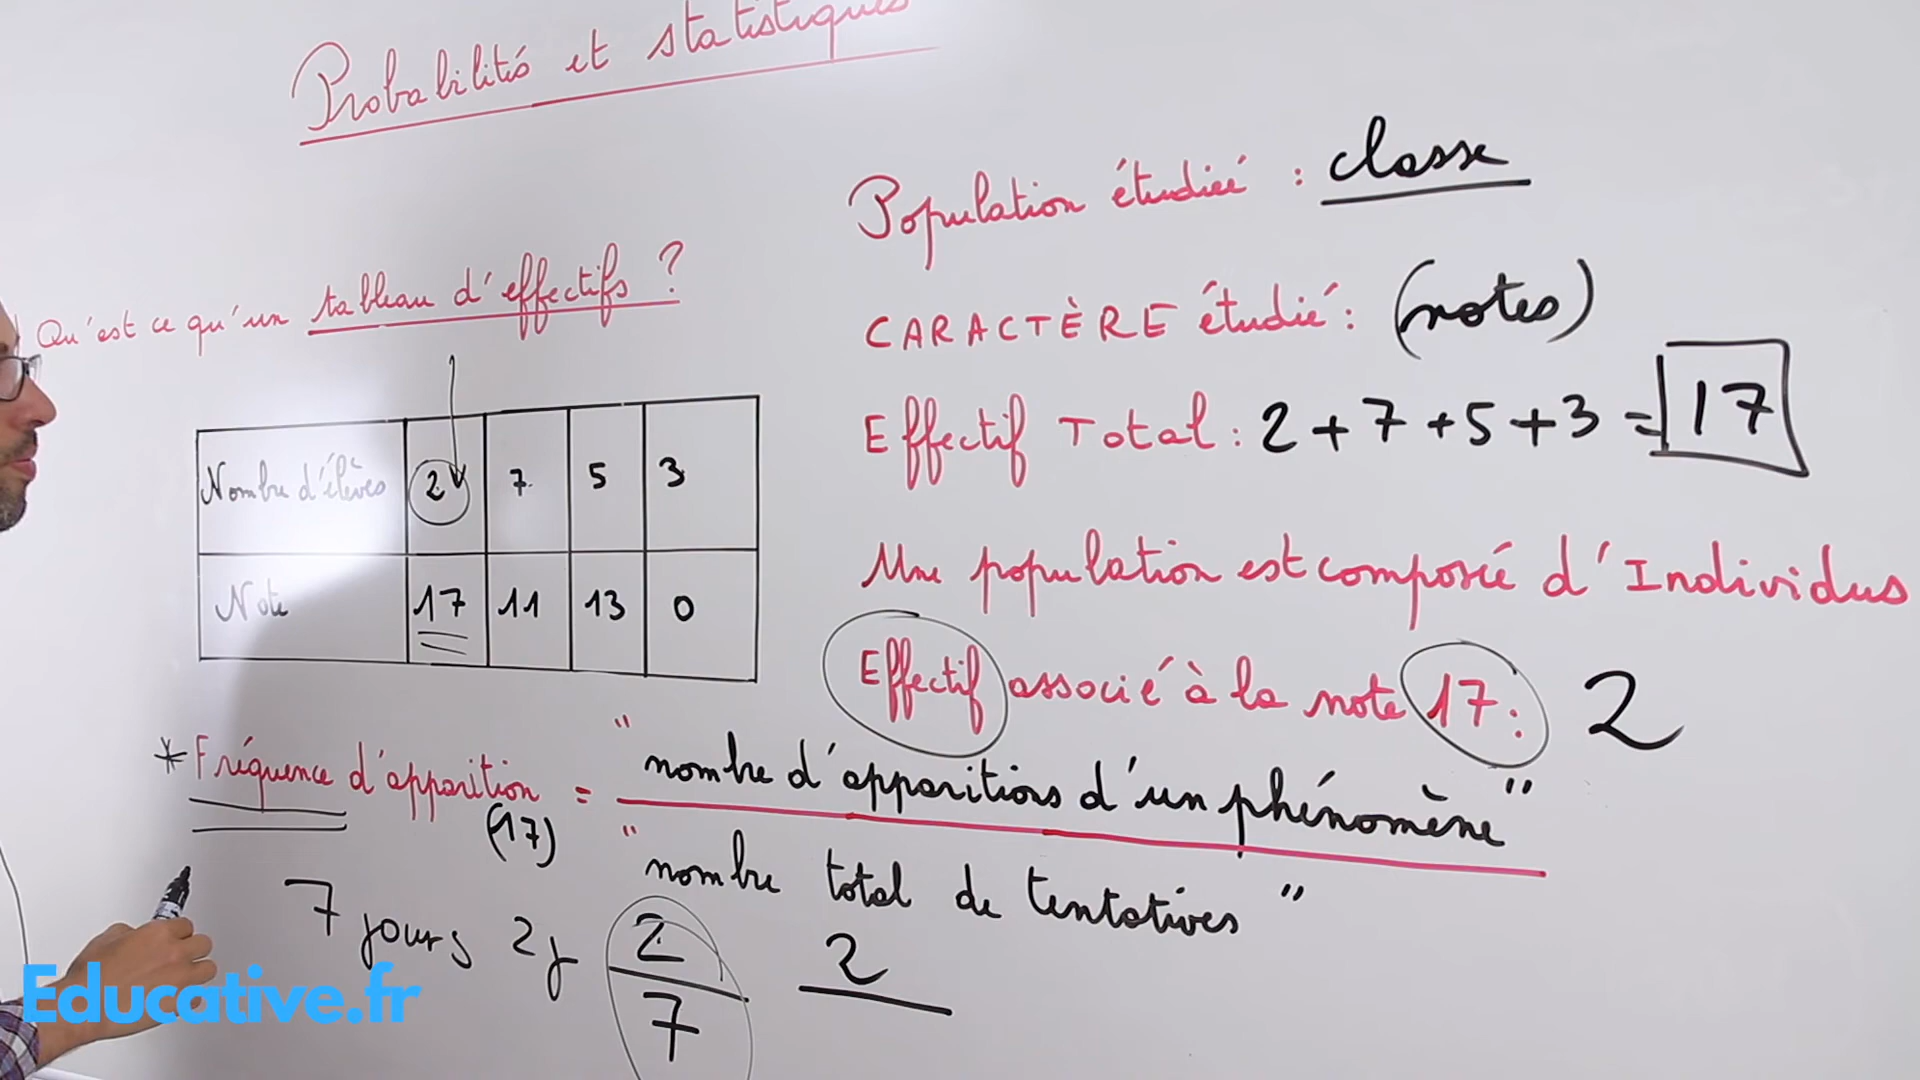 Probabilités et statistiques
Qu'est ce qu'un tableau d'effectifs ?
Nombre d'élèves 2 7 5 3
Note 17 11 13 0
Population étudiée : classe
CARACTÈRE étudié : (notes)
Effectif Total : 2 + 7 + 5 + 3 = 17
Une population est composée d'Individus
Effectif associé à la note 17 : 2
* Fréquence d'apparition (17) = "nombre d'apparitions d'un phénomène"
"nombre total de tentatives"
7 jours 2 j 2/7 2
Educative.fr